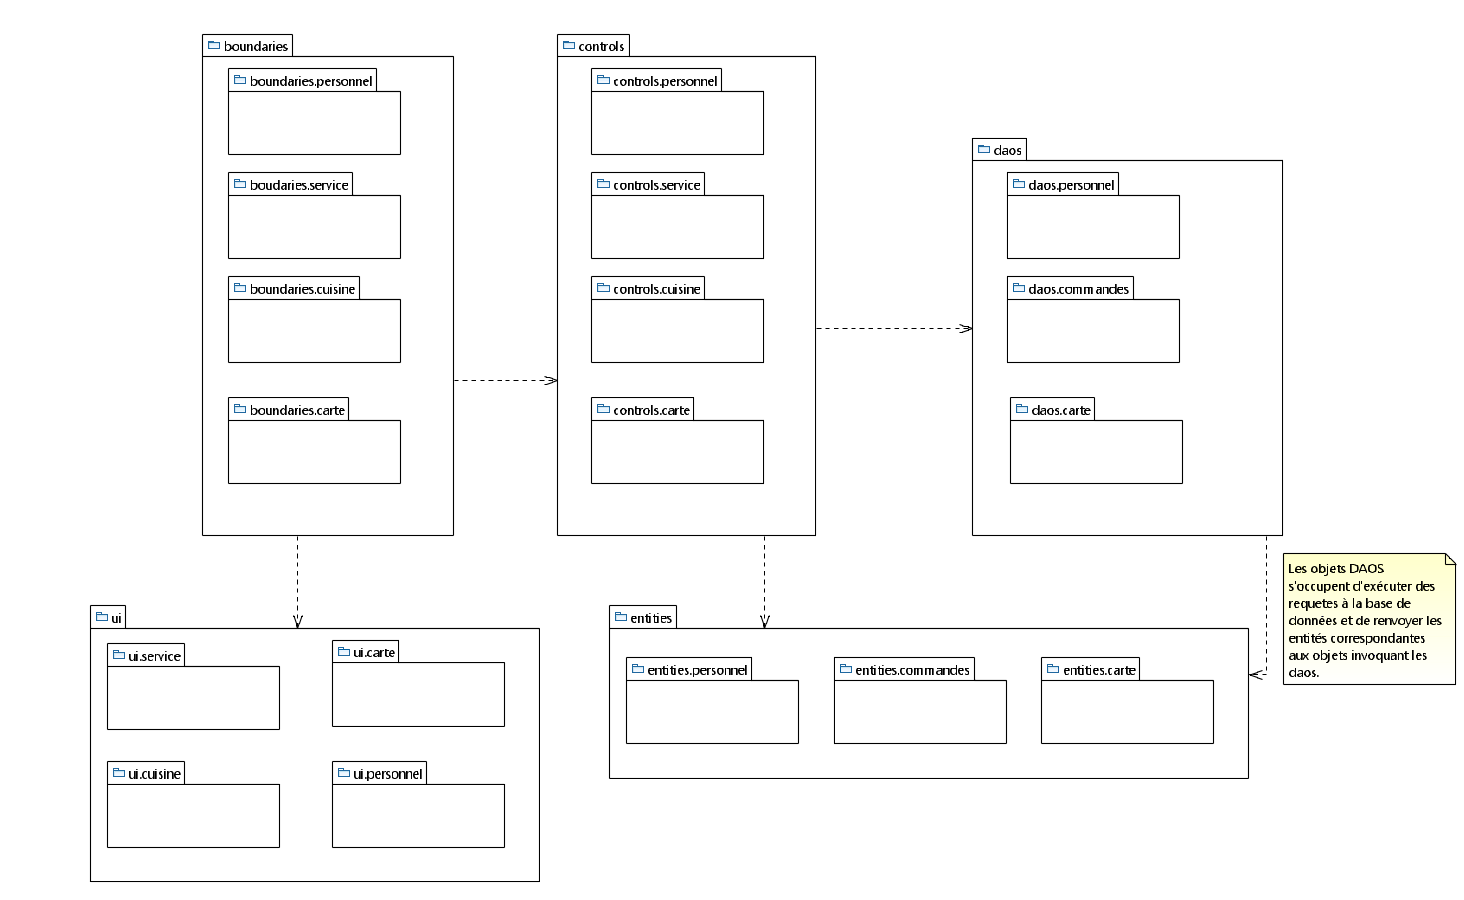 boundaries
boundaries.personnel
boudaries.service
boundaries.cuisine
boundaries.carte
controls
controls.personnel
controls.service
controls.cuisine
controls.carte
daos
daos.personnel
daos.commandes
daos.carte
Les objets DAOS
s'occupent d'exécuter des
requetes à la base de
données et de renvoyer les
entités correspondantes
aux objets invoquant les
daos.
ui
ui.service
ui.carte
ui.cuisine
ui.personnel
entities
entities.personnel
entities.commandes
entities.carte